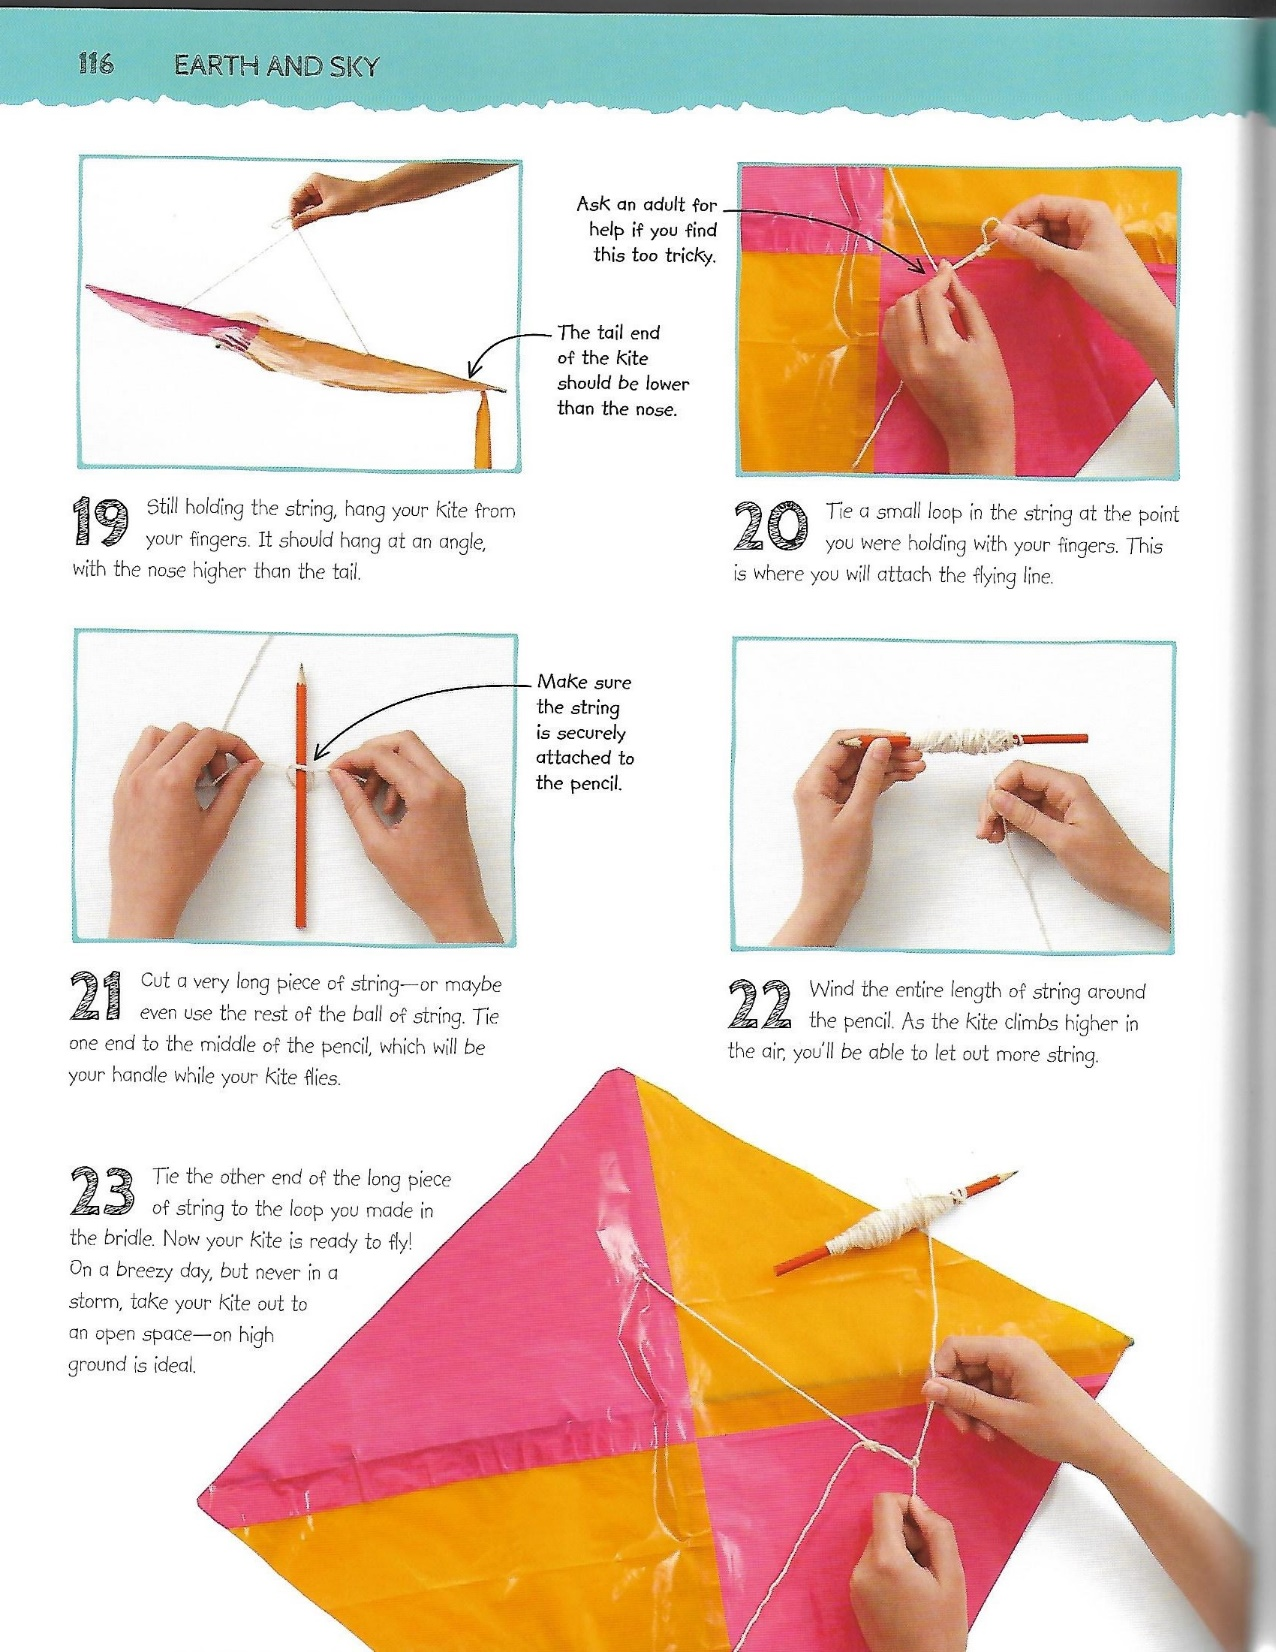 116 EARTH AND SKY
Ask an adult for
help if you find
this too tricky.
The tail end
of the kite
should be lower
than the nose.
19 Still holding the string, hang your kite from
your fingers. It should hang at an angle,
with the nose higher than the tail.
20 Tie a small loop in the string at the point
you were holding with your fingers. This
is where you will attach the flying line.
Make sure
the string
is securely
attached to
the pencil.
21 Cut a very long piece of string—or maybe
even use the rest of the ball of string. Tie
one end to the middle of the pencil, which will be
your handle while your kite flies.
22 Wind the entire length of string around
the pencil. As the kite climbs higher in
the air, you'll be able to let out more string.
23 Tie the other end of the long piece
of string to the loop you made in
the bridle. Now your kite is ready to fly!
On a breezy day, but never in a
storm, take your kite out to
an open space—on high
ground is ideal.